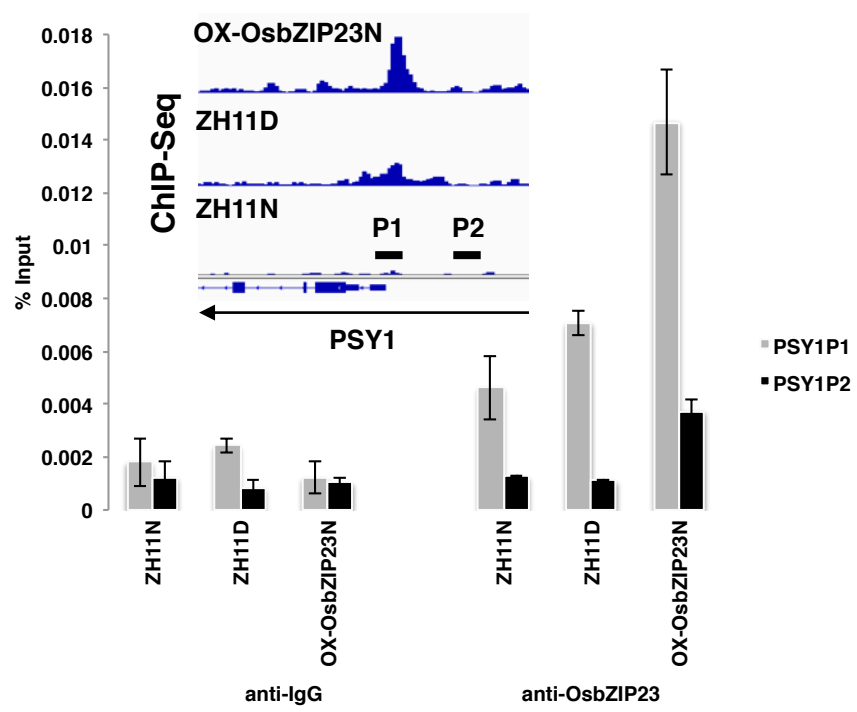 0.018
0.016
0.014
0.012
0.01
0.008
0.006
0.004
0.002
0
% Input
ChIP-Seq
OX-OsbZIP23N
ZH11D
ZH11N
P1 P2
PSY1
PSY1P1
PSY1P2
ZH11N
ZH11D
OX-OsbZIP23N
ZH11N
ZH11D
OX-OsbZIP23N
anti-IgG
anti-OsbZIP23